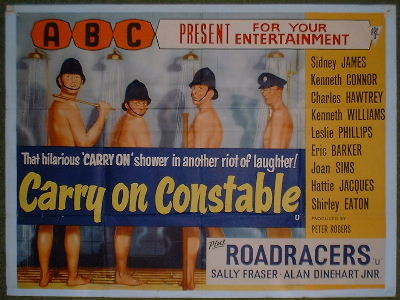 ABC
PRESENT FOR YOUR
ENTERTAINMENT
Sidney JAMES
Kenneth CONNOR
Charles HAWTREY
Kenneth WILLIAMS
Leslie PHILLIPS
Eric BARKER
Joan SIMS
Hattie JACQUES
Shirley EATON
PRODUCED BY
PETER ROGERS
That hilarious 'CARRY ON' shower in another riot of laughter!
Carry on Constable
U
plus ROADRACERS U
SALLY FRASER - ALAN DINEHART JNR.